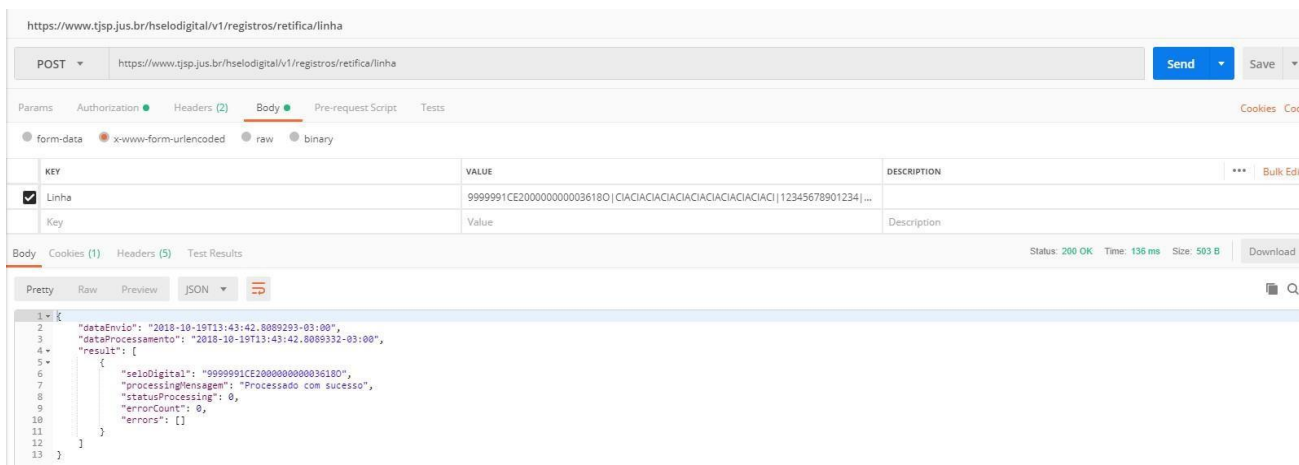 https://www.tjsp.jus.br/hselodigital/v1/registros/retifica/linha
POST https://www.tjsp.jus.br/hselodigital/v1/registros/retifica/linha Send Save
Params Authorization Headers (2) Body Pre-request Script Tests Cookies
form-data x-www-form-urlencoded raw binary
KEY VALUE DESCRIPTION ••• Bulk Edi
Linha 9999991CE200000000003618O|CIACIACIACIACIACIACIACIACIACIACI|12345678901234|...
Key Value Description
Body Cookies (1) Headers (5) Test Results Status: 200 OK Time: 136 ms Size: 503 B Download
Pretty Raw Preview JSON
1 {
2 "dataEnvio": "2018-10-19T13:43:42.8089293-03:00",
3 "dataProcessamento": "2018-10-19T13:43:42.8089332-03:00",
4 "result": [
5 {
6 "seloDigital": "9999991CE200000000003618O",
7 "processingMensagem": "Processado com sucesso",
8 "statusProcessing": 0,
9 "errorCount": 0,
10 "errors": []
11 }
12 ]
13 }